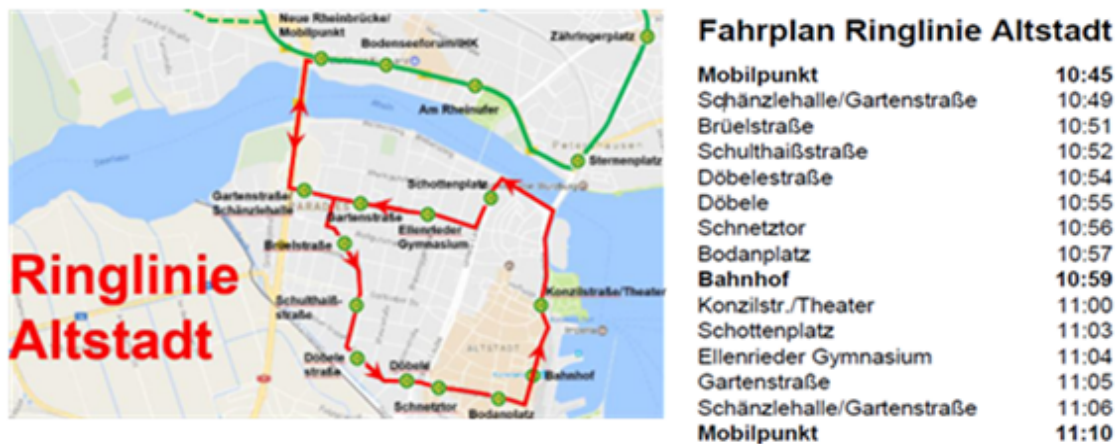 Neue Rheinbrücke/
Mobilpunkt
Bodenseeforum/IHK
Zähringerplatz
Am Rheinufer
Sternenplatz
Schottenplatz
Gartenstraße/
Schänzlehalle
PARADIES
Gartenstraße
Ellenrieder
Gymnasium
Brüelstraße
Ringlinie
Altstadt
Schulthaiß-
straße
Konzilstraße/Theater
ALTSTADT
Döbele
straße
Döbele
Bahnhof
Schnetztor
Bodanplatz
Fahrplan Ringlinie Altstadt
Mobilpunkt 10:45
Schänzlehalle/Gartenstraße 10:49
Brüelstraße 10:51
Schulthaißstraße 10:52
Döbelestraße 10:54
Döbele 10:55
Schnetztor 10:56
Bodanplatz 10:57
Bahnhof 10:59
Konzilstr./Theater 11:00
Schottenplatz 11:03
Ellenrieder Gymnasium 11:04
Gartenstraße 11:05
Schänzlehalle/Gartenstraße 11:06
Mobilpunkt 11:10